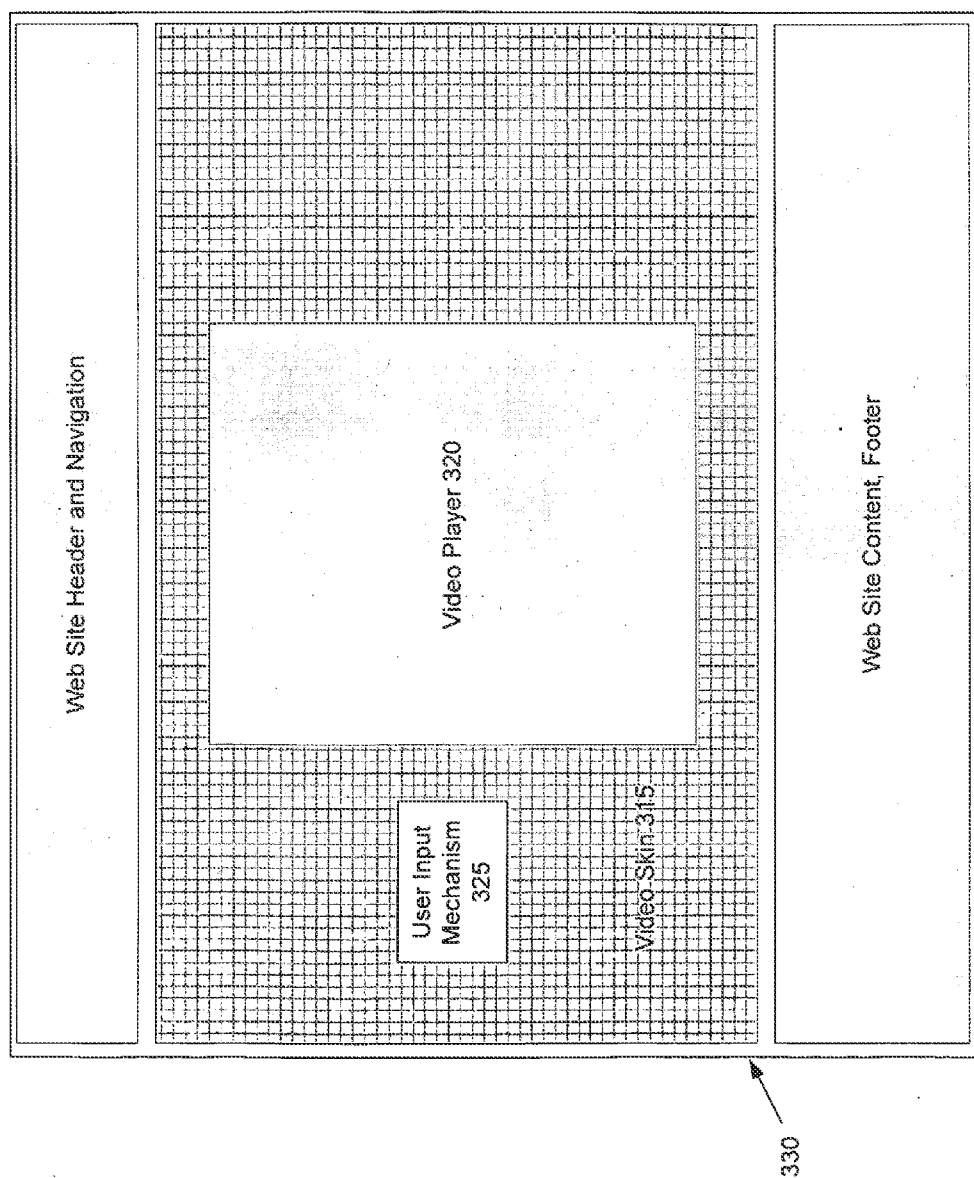 Web Site Header and Navigation
User Input
Mechanism
325
Video Player 320
Video Skin 315
Web Site Content, Footer
330